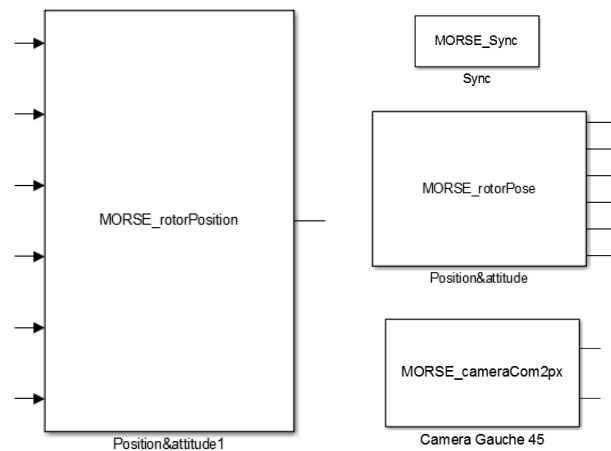 MORSE_rotorPosition
Position&attitude1
MORSE_Sync
Sync
MORSE_rotorPose
Position&attitude
MORSE_cameraCom2px
Camera Gauche 45